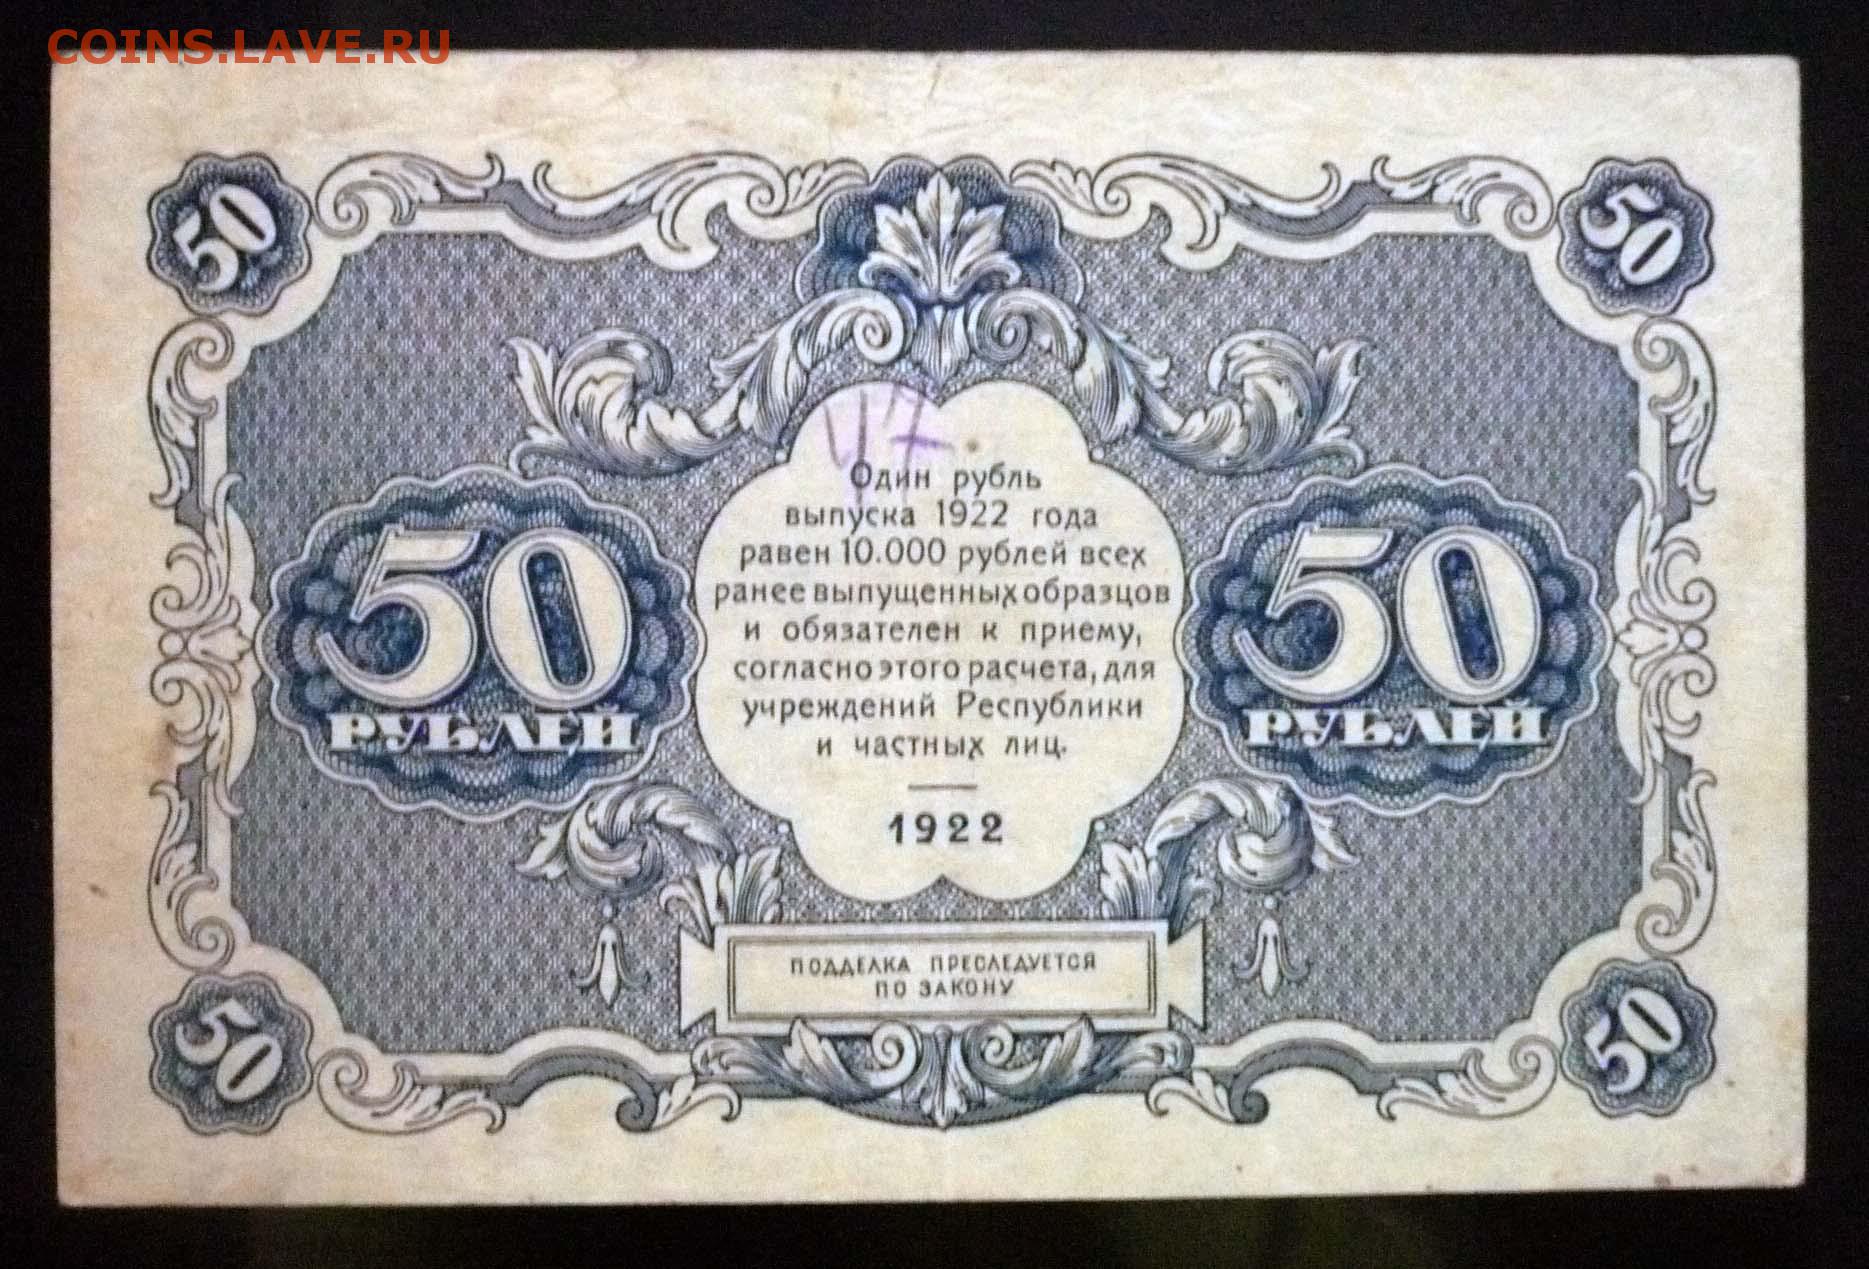 COINS.LAVE.RU
50
50
47
Один рубль
выпуска 1922 года
равен 10.000 рублей всех
ранее выпущенных образцов
и обязателен к приему,
согласно этого расчета, для
учреждений Республики
и частных лиц.
50
РУБЛЕЙ
50
РУБЛЕЙ
1922
ПОДДЕЛКА ПРЕСЛЕДУЕТСЯ
ПО ЗАКОНУ
50
50